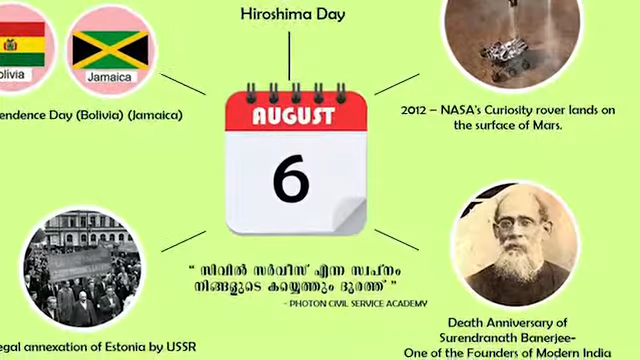 Hiroshima Day
olivia
Jamaica
endence Day (Bolivia) (Jamaica)
2012 – NASA's Curiosity rover lands on
the surface of Mars.
AUGUST
6
" സിവിൽ സർവീസ് എന്ന സ്വപ്നം
നിങ്ങളുടെ കയ്യെത്തും ദൂരത്ത് "
- PHOTON CIVIL SERVICE ACADEMY
egal annexation of Estonia by USSR
Death Anniversary of
Surendranath Banerjee-
One of the Founders of Modern India